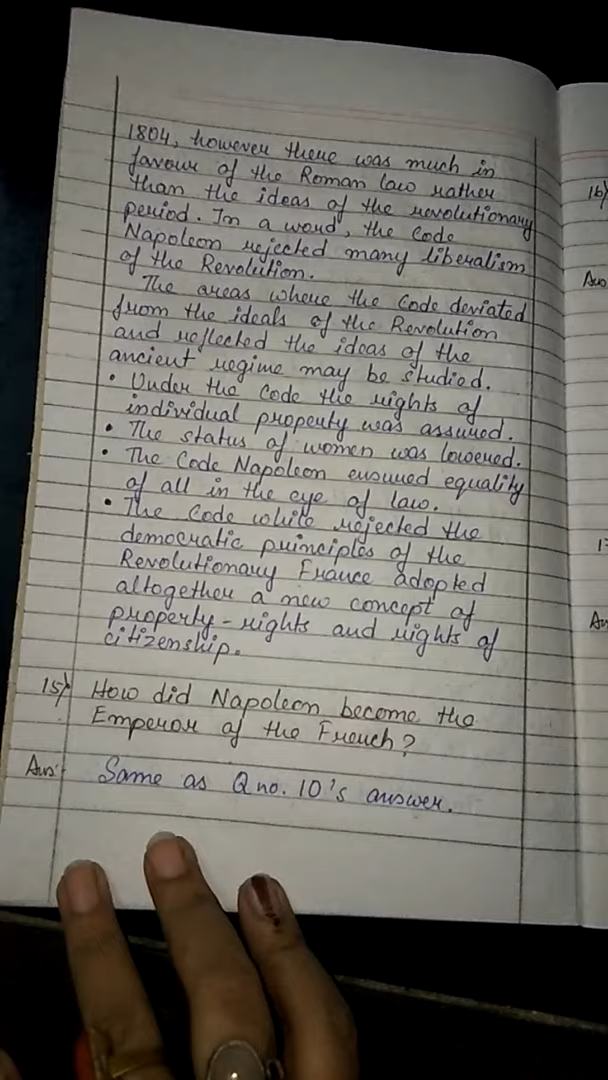 1804, however there was much in
favour of the Roman law rather
than the ideas of the revolutionary
period. In a word, the Code
Napoleon rejected many liberalism
of the Revolution.
The areas where the Code deviated
from the ideals of the Revolution
and reflected the ideas of the
ancient regime may be studied.
• Under the Code the rights of
individual property was assured.
• The status of women was lowered.
• The Code Napoleon ensured equality
of all in the eye of law.
• The Code while rejected the
democratic principles of the
Revolutionary France adopted
altogether a new concept of
property-rights and rights of
citizenship.
15) How did Napoleon become the
Emperor of the French?
Ans:- Same as Q no. 10's answer.
16)
Ans
17
An